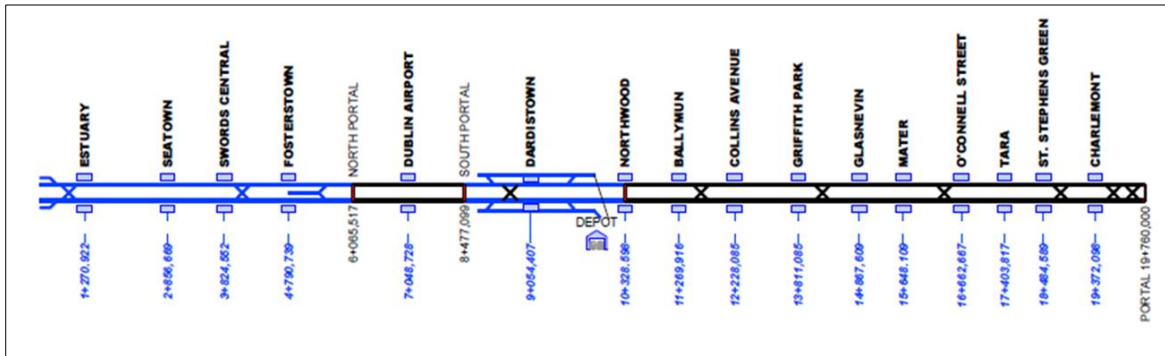 ESTUARY
SEATOWN
SWORDS CENTRAL
FOSTERSTOWN
NORTH PORTAL
DUBLIN AIRPORT
SOUTH PORTAL
DARDISTOWN
NORTHWOOD
BALLYMUN
COLLINS AVENUE
GRIFFITH PARK
GLASNEVIN
MATER
O'CONNELL STREET
TARA
ST. STEPHENS GREEN
CHARLEMONT
DEPOT
1+270.922
2+856,669
3+824,552
4+790,739
6+065,517
7+048,728
8+477,099
9+054,407
10+328.596
11+269,916
12+228,085
13+811,085
14+867,609
15+648.109
16+662,667
17+403,817
18+484,589
19+372,096
PORTAL 19+760,000